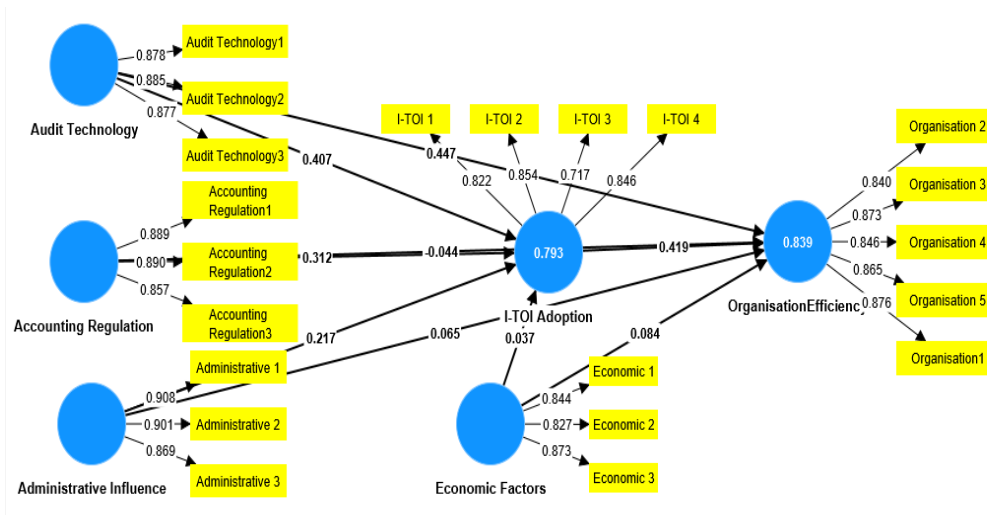 0.878
Audit Technology1
0.885
Audit Technology2
0.877
Audit Technology3
Audit Technology
0.407
0.447
I-TOI 1
I-TOI 2
I-TOI 3
I-TOI 4
0.822
0.854
0.717
0.846
Accounting
Regulation1
0.889
0.890
Accounting
Regulation2
0.857
Accounting
Regulation3
Accounting Regulation
0.312
-0.044
0.793
0.419
0.839
I-TOI Adoption
OrganisationEfficiency
Organisation 2
0.840
Organisation 3
0.873
0.846
Organisation 4
0.865
Organisation 5
0.876
Organisation1
0.217
0.065
0.037
0.084
0.908
Administrative 1
0.901
Administrative 2
0.869
Administrative 3
Administrative Influence
Economic 1
0.844
0.827
Economic 2
0.873
Economic 3
Economic Factors